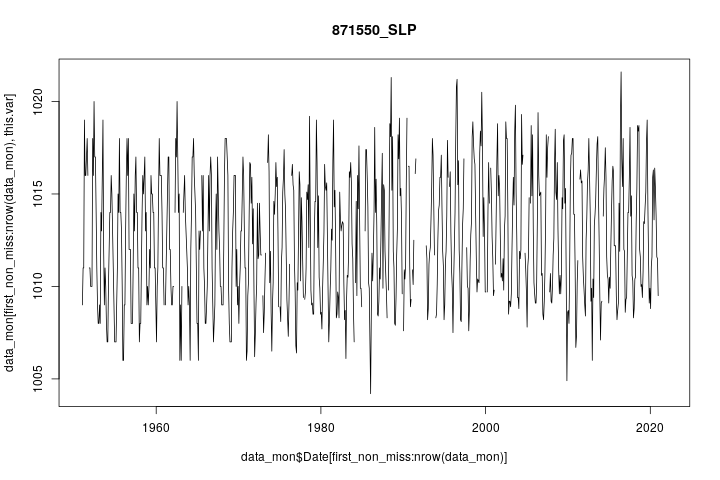 871550_SLP
data_mon[first_non_miss:nrow(data_mon), this.var]
1020
1015
1010
1005
1960
1980
2000
2020
data_mon$Date[first_non_miss:nrow(data_mon)]